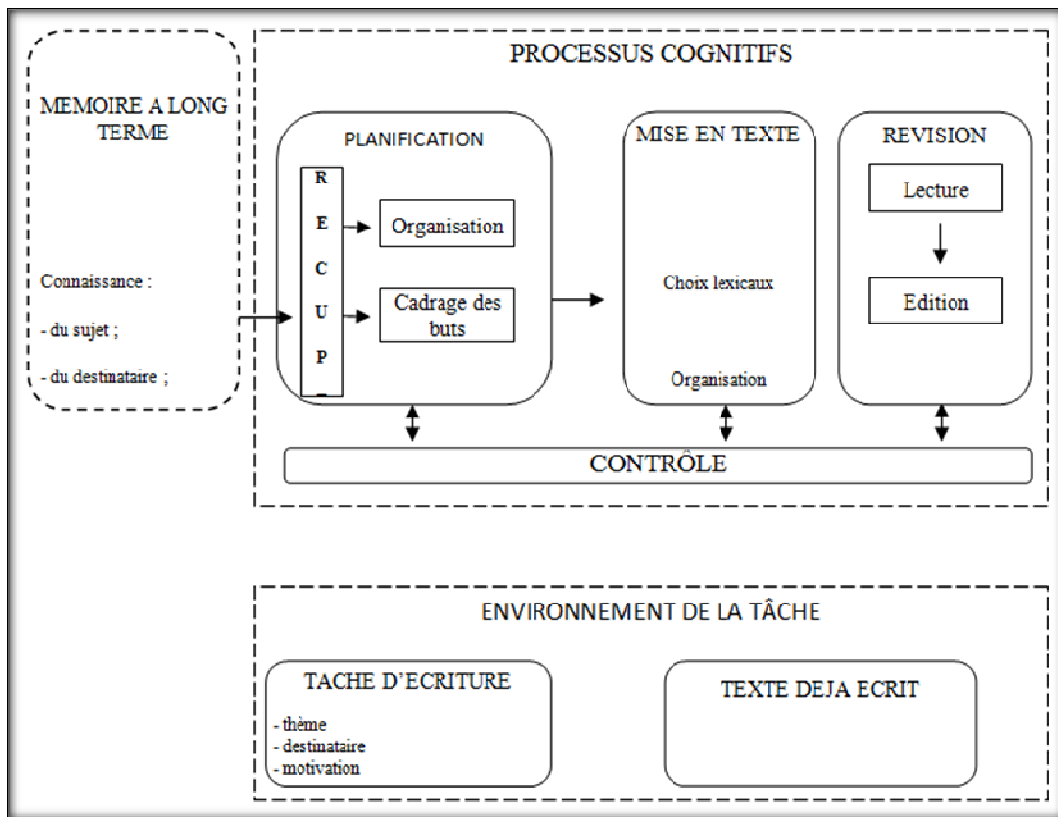 PROCESSUS COGNITIFS
MEMOIRE A LONG
TERME
Connaissance :
- du sujet ;
- du destinataire ;
PLANIFICATION
R
E
C
U
P
Organisation
Cadrage des
buts
MISE EN TEXTE
Choix lexicaux
Organisation
REVISION
Lecture
Edition
CONTRÔLE
ENVIRONNEMENT DE LA TÂCHE
TACHE D'ECRITURE
- thème
- destinataire
- motivation
TEXTE DEJA ECRIT